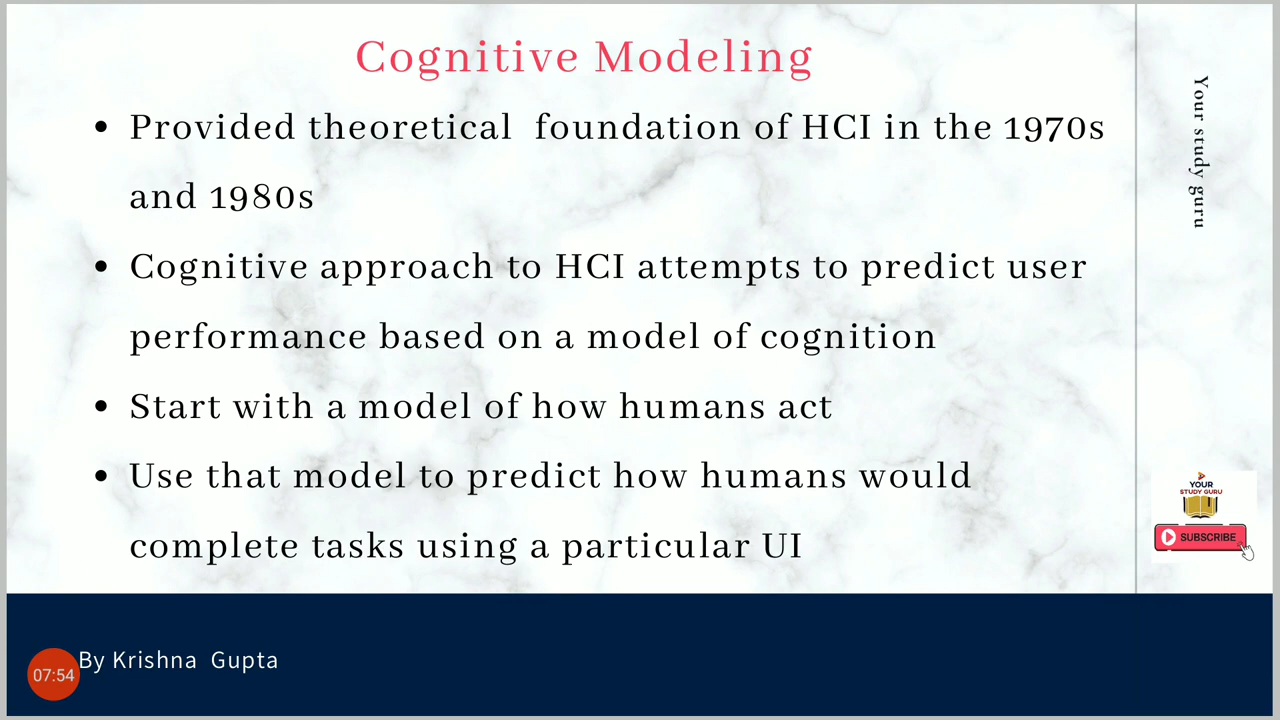 Cognitive Modeling
• Provided theoretical foundation of HCI in the 1970s
and 1980s
• Cognitive approach to HCI attempts to predict user
performance based on a model of cognition
• Start with a model of how humans act
• Use that model to predict how humans would
complete tasks using a particular UI
Your study guru
YOUR
STUDY GURU
SUBSCRIBE
By Krishna Gupta
07:54